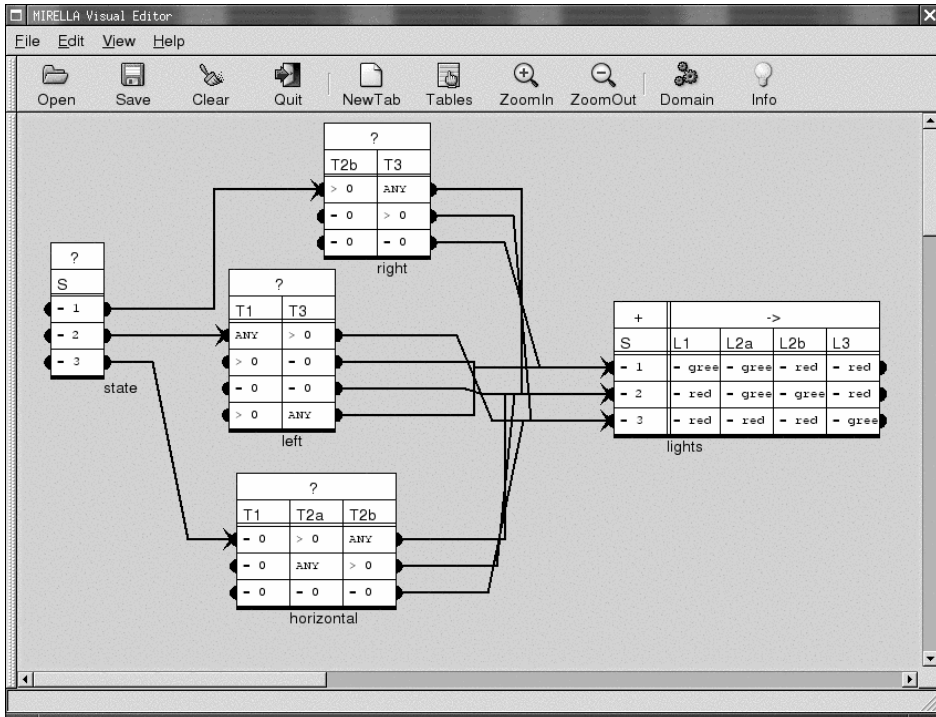 MIRELLA Visual Editor
File Edit View Help
Open Save Clear Quit NewTab Tables ZoomIn ZoomOut Domain Info
?
T2b T3
> 0 ANY
= 0 > 0
= 0 = 0
right
?
S
= 1
= 2
= 3
state
?
T1 T3
ANY > 0
> 0 = 0
= 0 = 0
> 0 ANY
left
+ ->
S L1 L2a L2b L3
= 1 = gree = gree = red = red
= 2 = red = gree = gree = red
= 3 = red = red = red = gree
lights
?
T1 T2a T2b
= 0 > 0 ANY
= 0 ANY > 0
= 0 = 0 = 0
horizontal